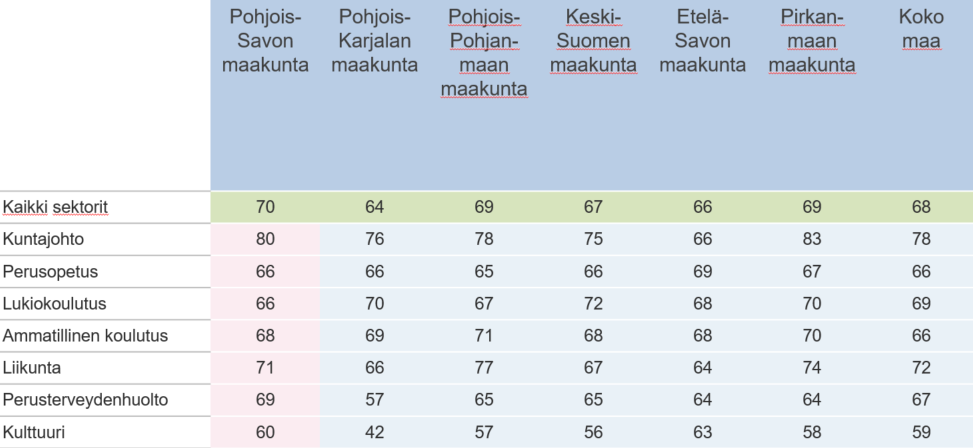 Pohjois-Savon maakunta Pohjois-Karjalan maakunta Pohjois-Pohjan-maan maakunta Keski-Suomen maakunta Etelä-Savon maakunta Pirkan-maan maakunta Koko maa
Kaikki sektorit 70 64 69 67 66 69 68
Kuntajohto 80 76 78 75 66 83 78
Perusopetus 66 66 65 66 69 67 66
Lukiokoulutus 66 70 67 72 68 70 69
Ammatillinen koulutus 68 69 71 68 68 70 66
Liikunta 71 66 77 67 64 74 72
Perusterveydenhuolto 69 57 65 65 64 64 67
Kulttuuri 60 42 57 56 63 58 59